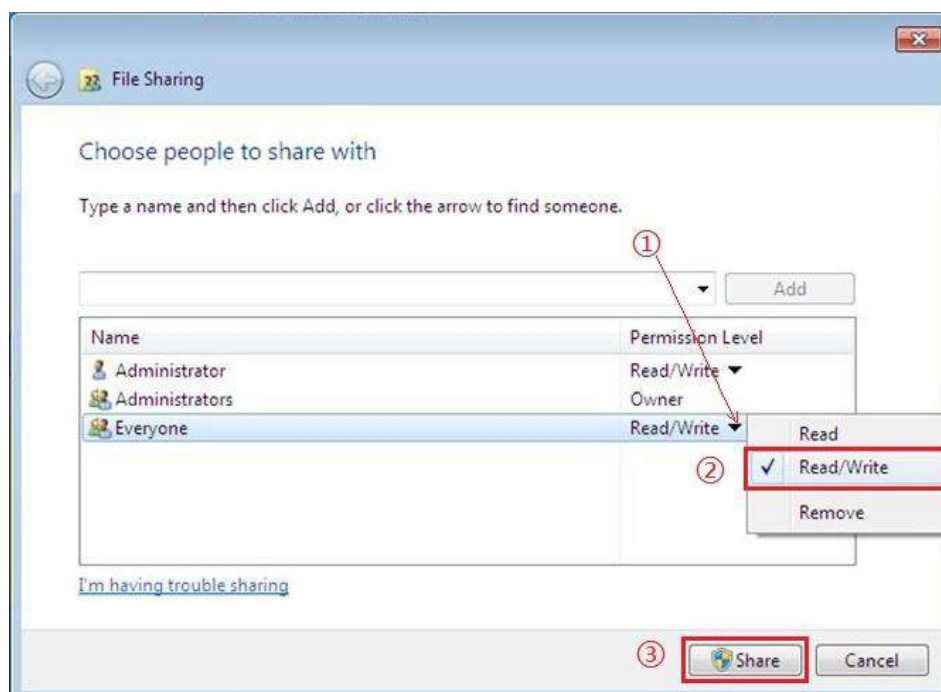 File Sharing
Choose people to share with
Type a name and then click Add, or click the arrow to find someone.
①
Add
Name Permission Level
Administrator Read/Write
Administrators Owner
Everyone Read/Write
Read
② Read/Write
Remove
I'm having trouble sharing
③ Share Cancel